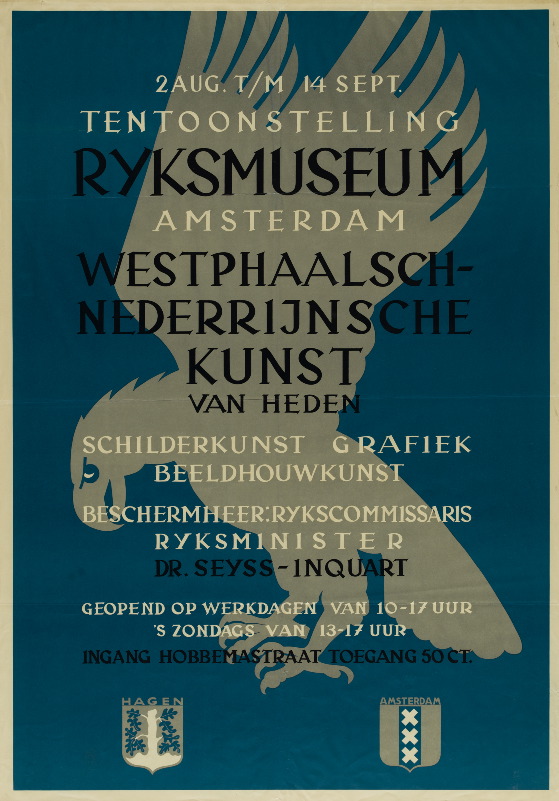 2 AUG. T/M 14 SEPT.
TENTOONSTELLING
RYKSMUSEUM
AMSTERDAM
WESTPHAALSCH-
NEDERRIJNSCHE
KUNST
VAN HEDEN
SCHILDERKUNST GRAFIEK
BEELDHOUWKUNST
BESCHERMHEER: RYKSCOMMISSARIS
RYKSMINISTER
DR. SEYSS-INQUART
GEOPEND OP WERKDAGEN VAN 10-17 UUR
'S ZONDAGS VAN 13-17 UUR
INGANG HOBBEMASTRAAT TOEGANG 50 CT.
HAGEN
AMSTERDAM